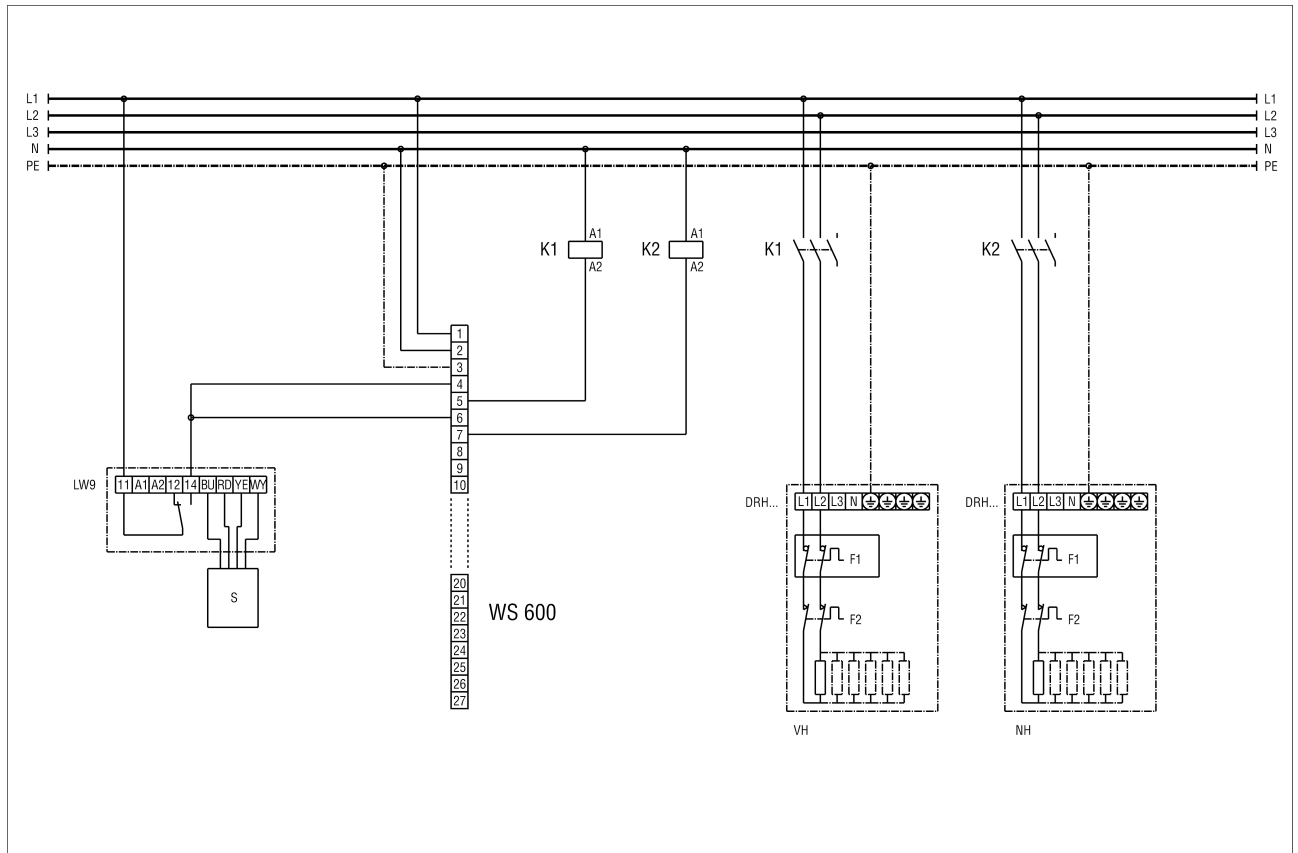 L1 L1
L2 L2
L3 L3
N N
PE PE
K1 A1 K2 A1 K1 K2
A2 A2
1
2
3
4
5
6
7
8
9
10
LW9 11 A1 A2 12 14 BU RD YE WY
DRH... L1 L2 L3 N DRH... L1 L2 L3 N
F1 F1
S
20
21
22
23
24
25
26
27
WS 600
F2 F2
VH NH